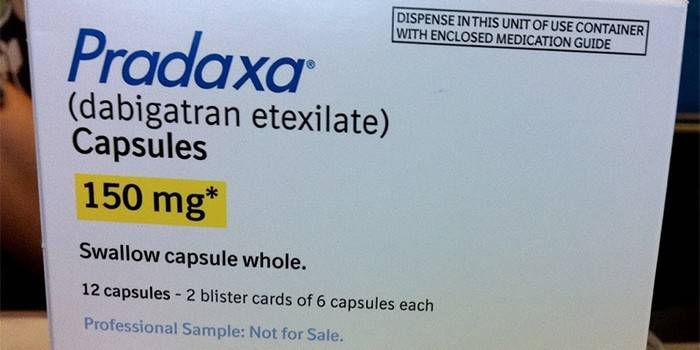 DISPENSE IN THIS UNIT OF USE CONTAINER
WITH ENCLOSED MEDICATION GUIDE
Pradaxa®
(dabigatran etexilate)
Capsules
150 mg*
Swallow capsule whole.
12 capsules - 2 blister cards of 6 capsules each
Professional Sample: Not for Sale.